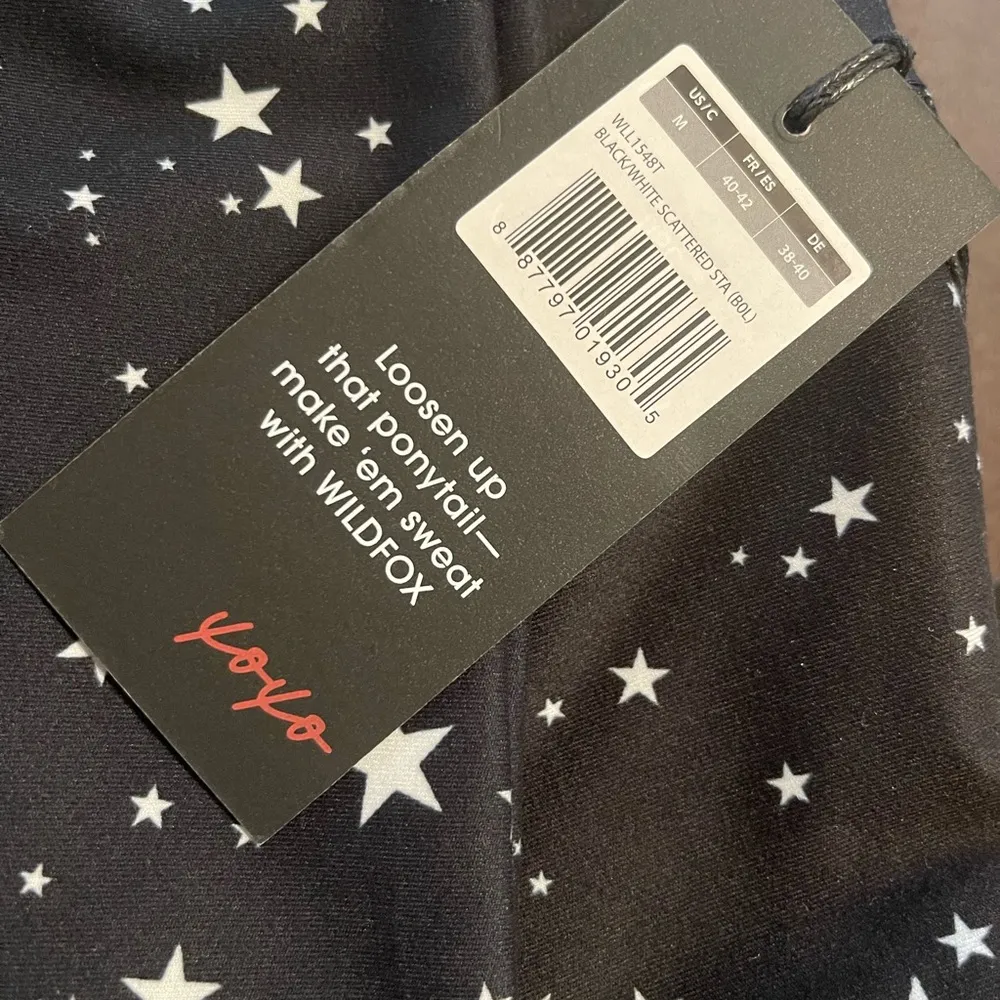 US/C FR/ES DE
M 40-42 38-40
WLL1548T
BLACK/WHITE SCATTERED STA (B0L)
8 87797 01930 5
Loosen up
that ponytail—
make ‘em sweat
with WILDFOX
xoxo